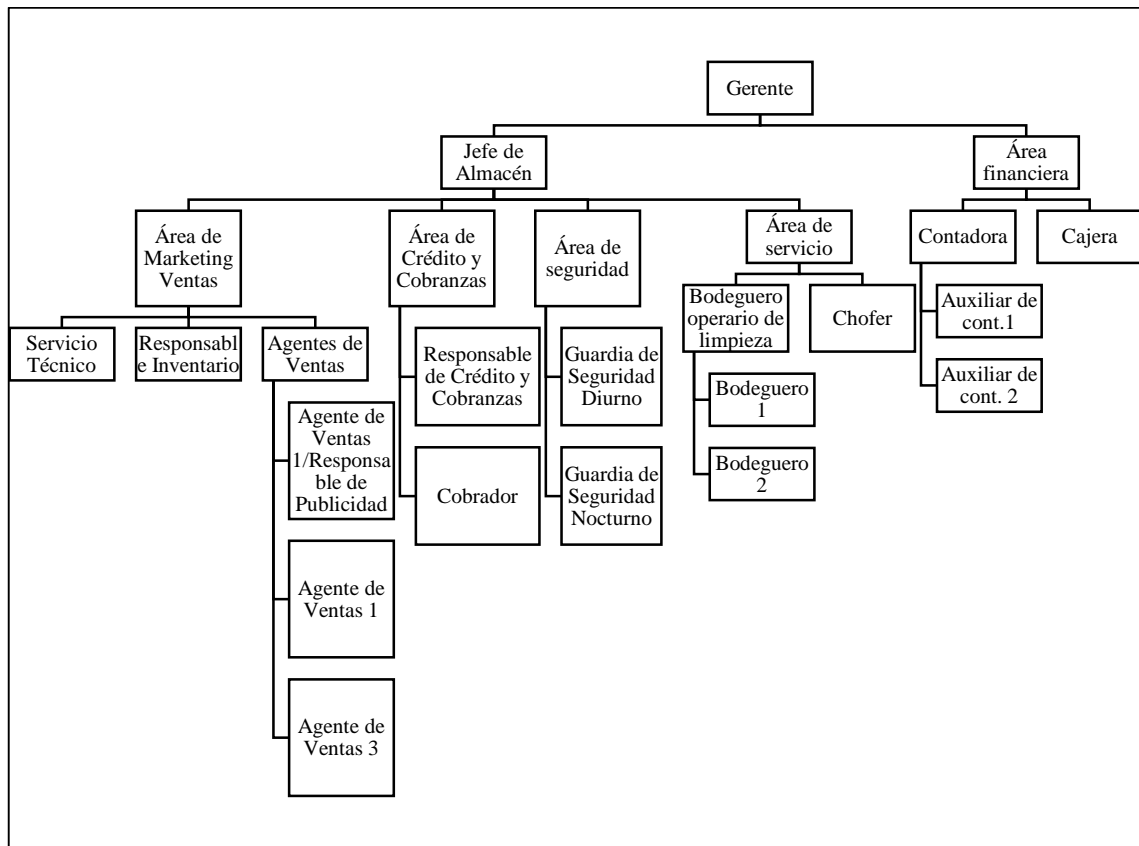 Gerente
Jefe de
Almacén
Área
financiera
Área de
Marketing
Ventas
Área de
Crédito y
Cobranzas
Área de
seguridad
Área de
servicio
Contadora
Cajera
Servicio
Técnico
Responsabl
e Inventario
Agentes de
Ventas
Agente de
Ventas
1/Responsa
ble de
Publicidad
Agente de
Ventas 1
Agente de
Ventas 3
Responsable
de Crédito y
Cobranzas
Cobrador
Guardia de
Seguridad
Diurno
Guardia de
Seguridad
Nocturno
Bodeguero
operario de
limpieza
Bodeguero
1
Bodeguero
2
Chofer
Auxiliar de
cont.1
Auxiliar de
cont. 2